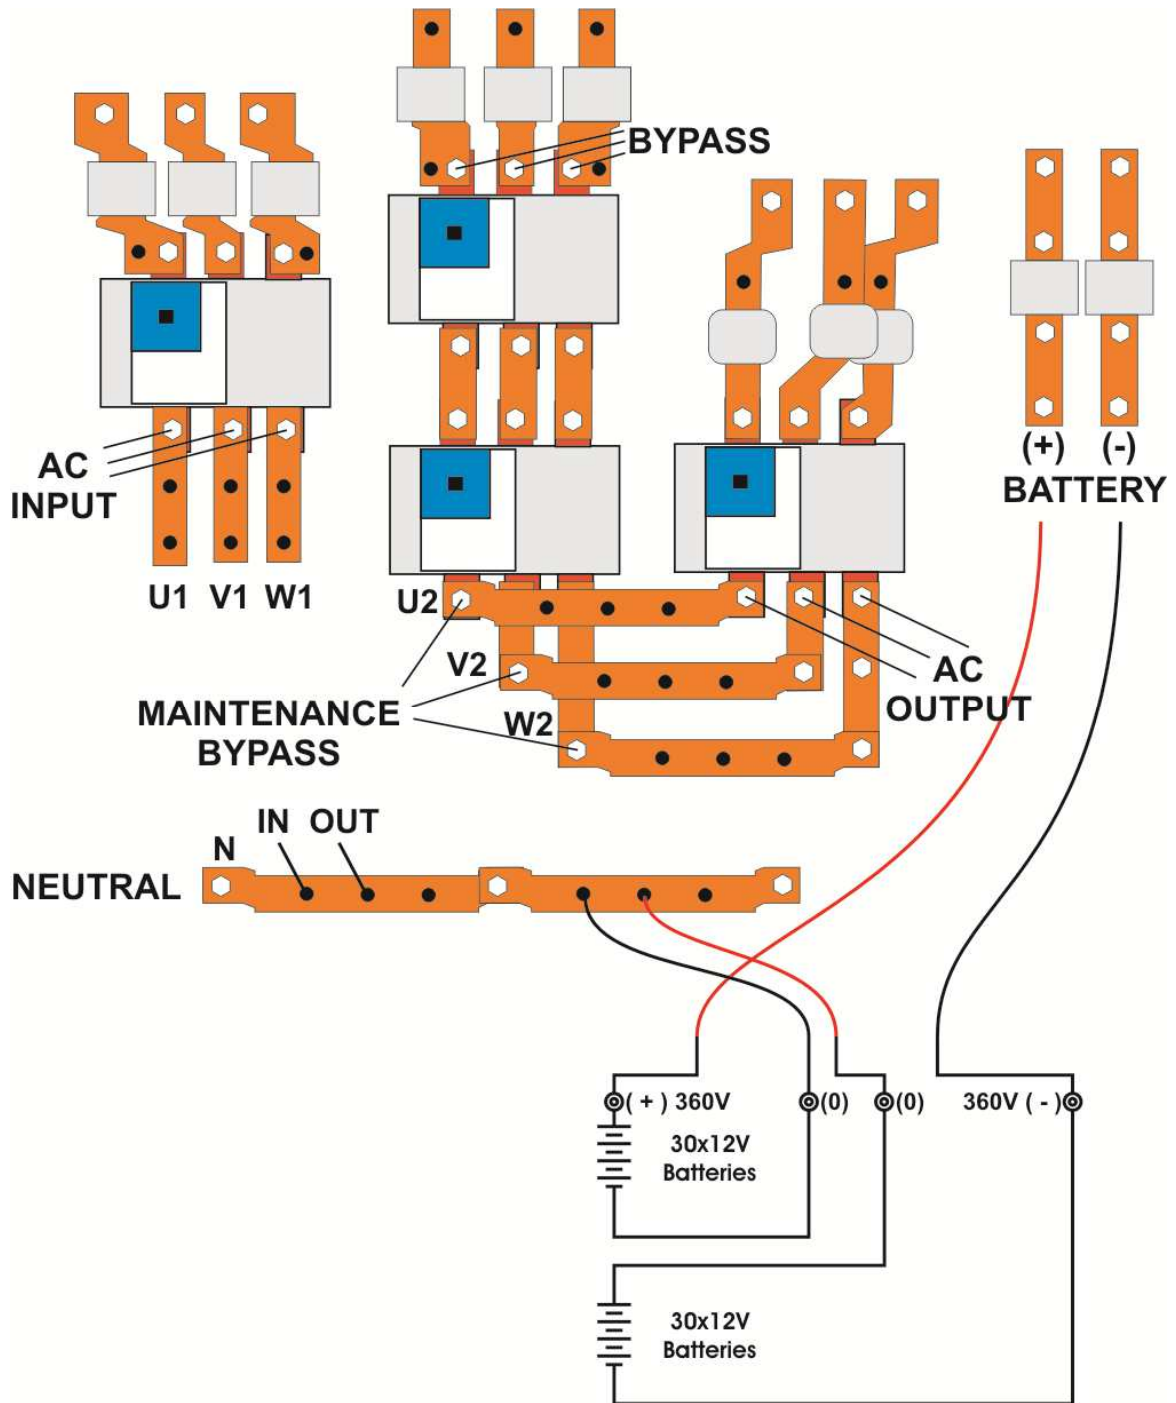 BYPASS
AC
INPUT
U1 V1 W1
(+) (-)
BATTERY
U2
V2
W2
MAINTENANCE
BYPASS
AC
OUTPUT
IN OUT
N
NEUTRAL
( + ) 360V (0) (0) 360V ( - )
30x12V
Batteries
30x12V
Batteries